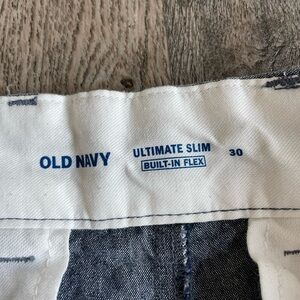 OLD NAVY
ULTIMATE SLIM
BUILT-IN FLEX
30